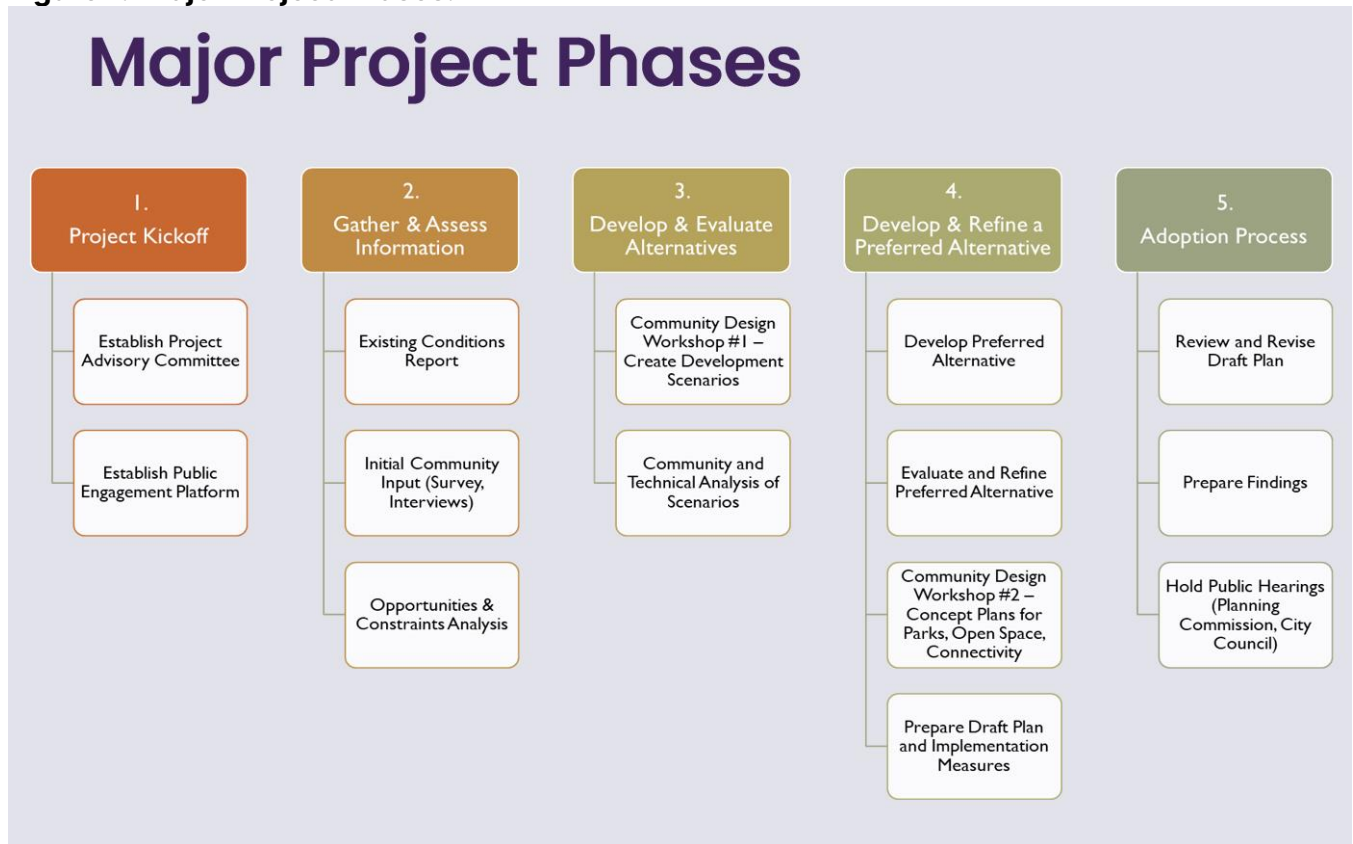 Major Project Phases
1.
Project Kickoff
Establish Project
Advisory Committee
Establish Public
Engagement Platform
2.
Gather & Assess
Information
Existing Conditions
Report
Initial Community
Input (Survey,
Interviews)
Opportunities &
Constraints Analysis
3.
Develop & Evaluate
Alternatives
Community Design
Workshop #1 –
Create Development
Scenarios
Community and
Technical Analysis of
Scenarios
4.
Develop & Refine a
Preferred Alternative
Develop Preferred
Alternative
Evaluate and Refine
Preferred Alternative
Community Design
Workshop #2 –
Concept Plans for
Parks, Open Space,
Connectivity
Prepare Draft Plan
and Implementation
Measures
5.
Adoption Process
Review and Revise
Draft Plan
Prepare Findings
Hold Public Hearings
(Planning
Commission, City
Council)